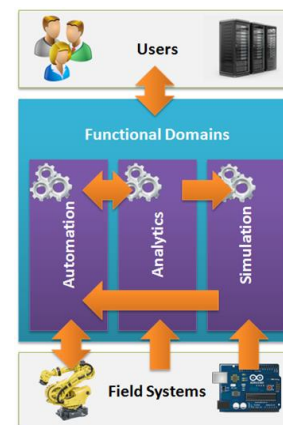 Users
Functional Domains
Automation
Analytics
Simulation
Field Systems